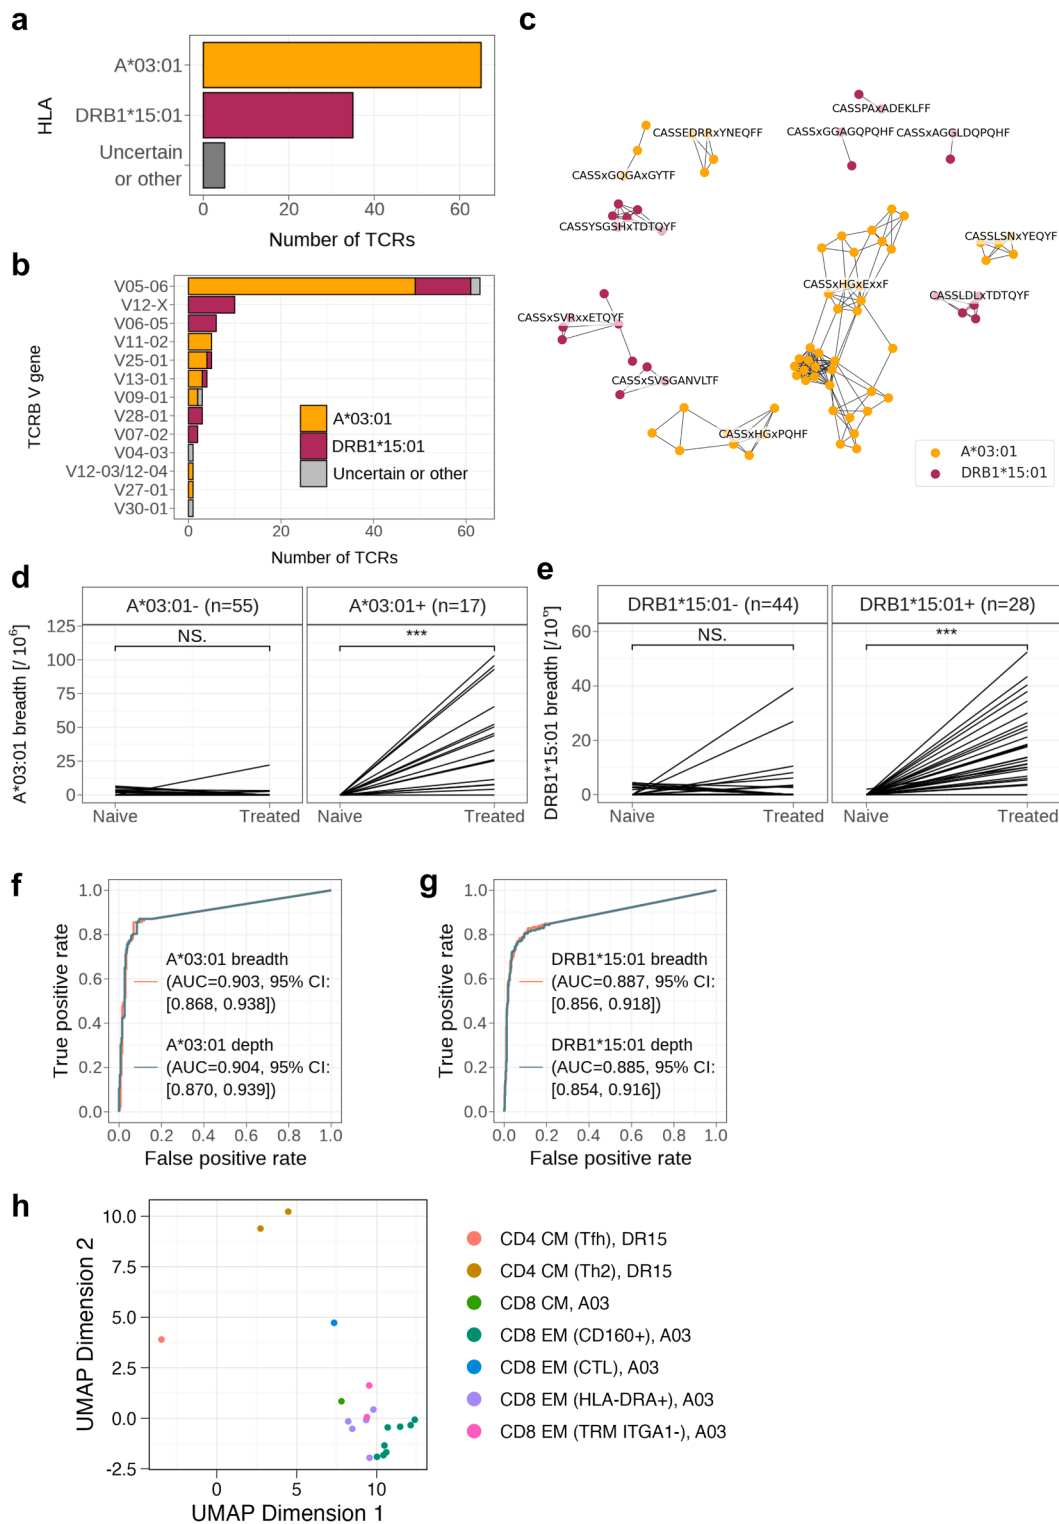 a
HLA
A*03:01
DRB1*15:01
Uncertain
or other
0 20 40 60
Number of TCRs
b
TCRB V gene
V05-06
V12-X
V06-05
V11-02
V25-01
V13-01
V09-01
V28-01
V07-02
V04-03
V12-03/12-04
V27-01
V30-01
A*03:01
DRB1*15:01
Uncertain or other
0 20 40 60
Number of TCRs
c
CASSPAxADEKLFF
CASSEDRRxYNEQFF
CASSxGGAGQPQHF
CASSxAGGLDQPQHF
CASSxGQGAxGYTF
CASSYSGSHxTDTQYF
CASSLSNxYEQYF
CASSxHGxExxF
CASSLDLxTDTQYF
CASSxSVRxxETQYF
CASSxSVSGANVLTF
CASSxHGxPQHF
A*03:01
DRB1*15:01
d
A*03:01 breadth [/ 10⁶]
A*03:01- (n=55)
A*03:01+ (n=17)
NS.
***
125
100
75
50
25
0
Naive Treated Naive Treated
e
DRB1*15:01 breadth [/ 10
DRB1*15:01- (n=44)
DRB1*15:01+ (n=28)
NS.
***
60
40
20
0
Naive Treated Naive Treated
f
True positive rate
1.0
0.8
0.6
0.4
0.2
0.0
A*03:01 breadth
(AUC=0.903, 95% CI:
[0.868, 0.938])
A*03:01 depth
(AUC=0.904, 95% CI:
[0.870, 0.939])
0.0 0.2 0.4 0.6 0.8 1.0
False positive rate
g
True positive rate
1.0
0.8
0.6
0.4
0.2
0.0
DRB1*15:01 breadth
(AUC=0.887, 95% CI:
[0.856, 0.918])
DRB1*15:01 depth
(AUC=0.885, 95% CI:
[0.854, 0.916])
0.0 0.2 0.4 0.6 0.8 1.0
False positive rate
h
UMAP Dimension 2
10.0
7.5
5.0
2.5
0.0
-2.5
0 5 10
UMAP Dimension 1
CD4 CM (Tfh), DR15
CD4 CM (Th2), DR15
CD8 CM, A03
CD8 EM (CD160+), A03
CD8 EM (CTL), A03
CD8 EM (HLA-DRA+), A03
CD8 EM (TRM ITGA1-), A03